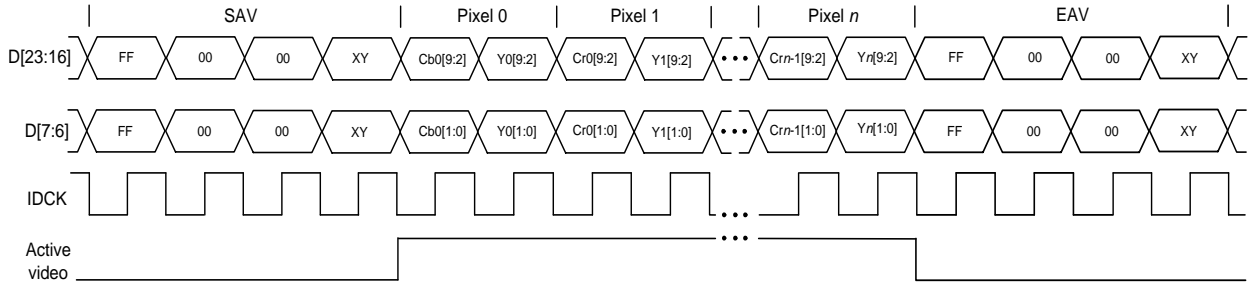 SAV Pixel 0 Pixel 1 Pixel n EAV
D[23:16] FF 00 00 XY Cb0[9:2] Y0[9:2] Cr0[9:2] Y1[9:2] ••• Crn-1[9:2] Yn[9:2] FF 00 00 XY
D[7:6] FF 00 00 XY Cb0[1:0] Y0[1:0] Cr0[1:0] Y1[1:0] ••• Crn-1[1:0] Yn[1:0] FF 00 00 XY
IDCK •••
Active •••
video